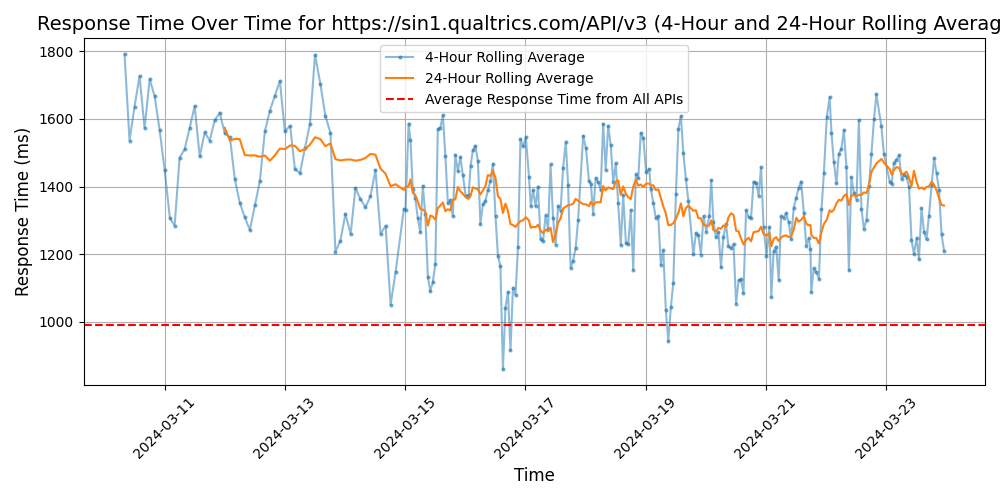 Response Time Over Time for https://sin1.qualtrics.com/API/v3 (4-Hour and 24-Hour Rolling Averag
4-Hour Rolling Average
24-Hour Rolling Average
Average Response Time from All APIs
Response Time (ms)
1800
1600
1400
1200
1000
2024-03-11
2024-03-13
2024-03-15
2024-03-17
2024-03-19
2024-03-21
2024-03-23
Time